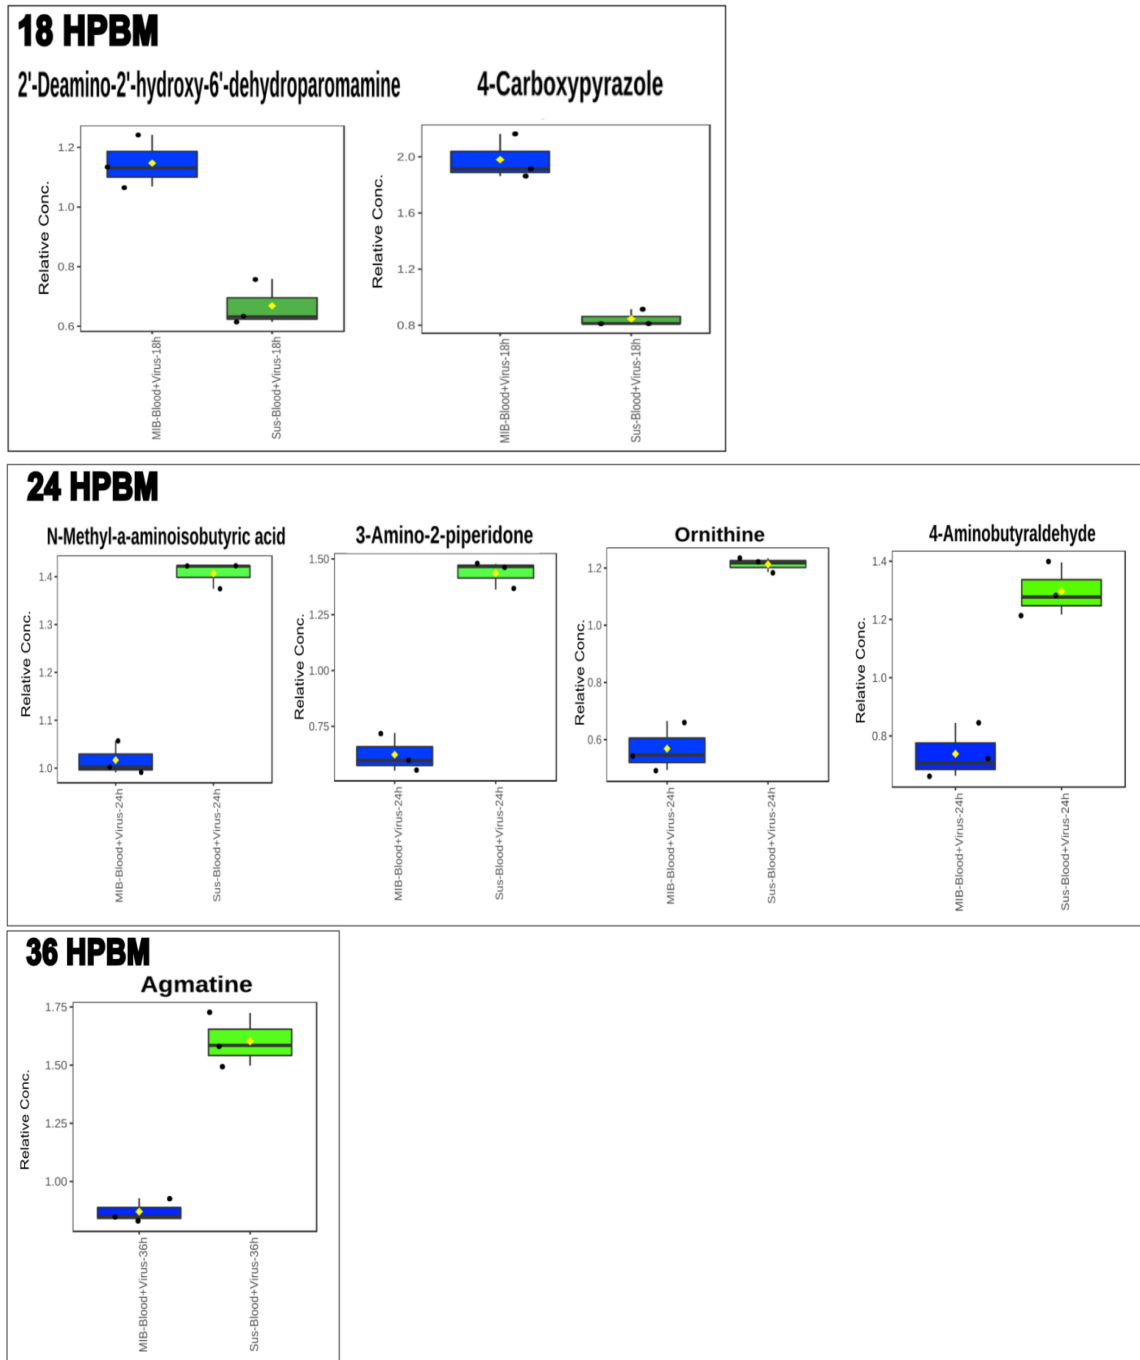 18 HPBM
2'-Deamino-2'-hydroxy-6'-dehydroparomamine
Relative Conc.
1.2
1.0
0.8
0.6
MIB-Blood+Virus-18h
Sus-Blood+Virus-18h
4-Carboxypyrazole
Relative Conc.
2.0
1.6
1.2
0.8
MIB-Blood+Virus-18h
Sus-Blood+Virus-18h
24 HPBM
N-Methyl-a-aminoisobutyric acid
Relative Conc.
1.4
1.3
1.2
1.1
1.0
MIB-Blood+Virus-24h
Sus-Blood+Virus-24h
3-Amino-2-piperidone
Relative Conc.
1.50
1.25
1.00
0.75
MIB-Blood+Virus-24h
Sus-Blood+Virus-24h
Ornithine
Relative Conc.
1.2
1.0
0.8
0.6
MIB-Blood+Virus-24h
Sus-Blood+Virus-24h
4-Aminobutyraldehyde
Relative Conc.
1.4
1.2
1.0
0.8
MIB-Blood+Virus-24h
Sus-Blood+Virus-24h
36 HPBM
Agmatine
Relative Conc.
1.75
1.50
1.25
1.00
MIB-Blood+Virus-36h
Sus-Blood+Virus-36h